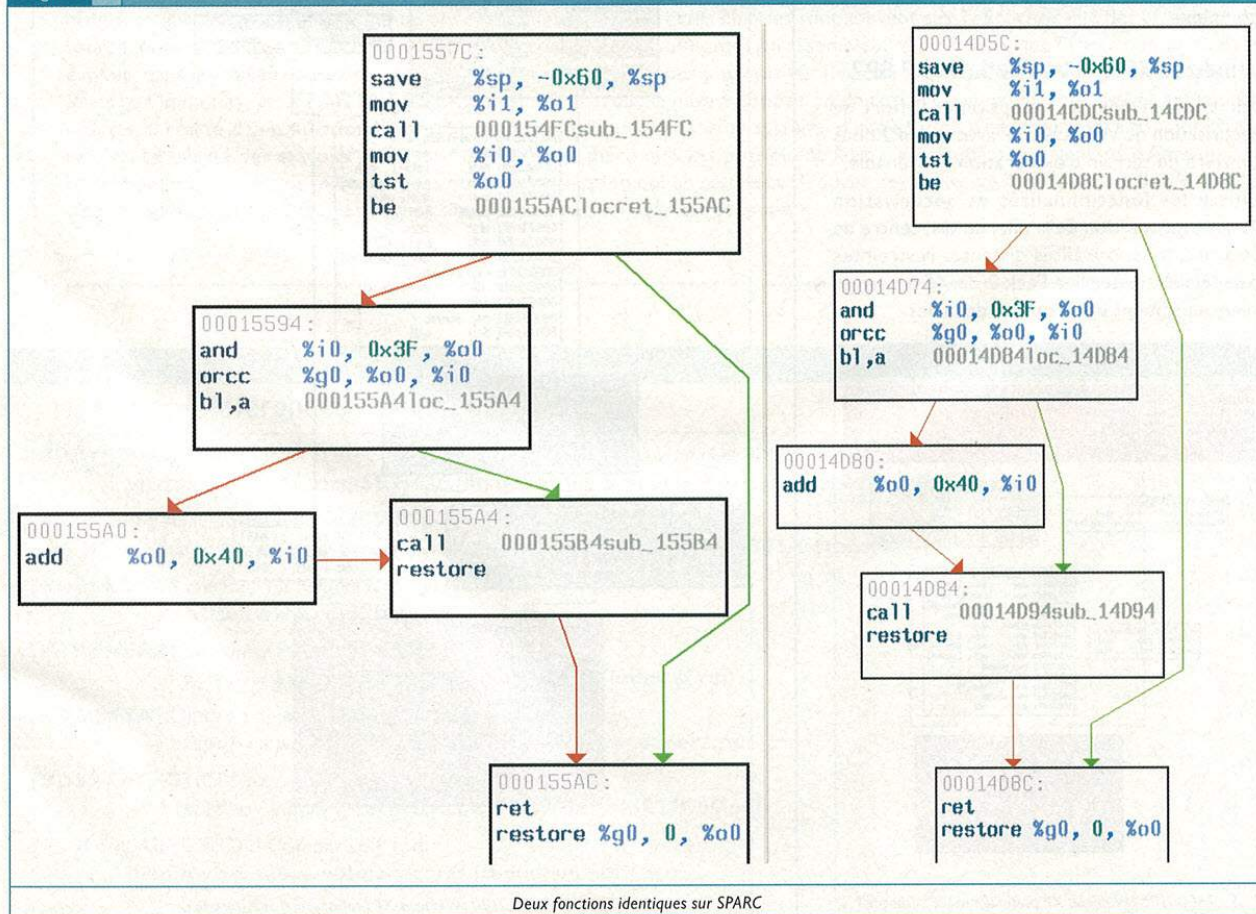 0001557C:
save %sp, -0x60, %sp
mov %i1, %o1
call 000154FCsub_154FC
mov %i0, %o0
tst %o0
be 000155AClocret_155AC
00015594:
and %i0, 0x3F, %o0
orcc %g0, %o0, %i0
bl,a 000155A4loc_155A4
000155A0:
add %o0, 0x40, %i0
000155A4:
call 000155B4sub_155B4
restore
000155AC:
ret
restore %g0, 0, %o0
00014D5C:
save %sp, -0x60, %sp
mov %i1, %o1
call 00014CDCsub_14CDC
mov %i0, %o0
tst %o0
be 00014D8Clocret_14D8C
00014D74:
and %i0, 0x3F, %o0
orcc %g0, %o0, %i0
bl,a 00014D84loc_14D84
00014D80:
add %o0, 0x40, %i0
00014D84:
call 00014D94sub_14D94
restore
00014D8C:
ret
restore %g0, 0, %o0
Deux fonctions identiques sur SPARC